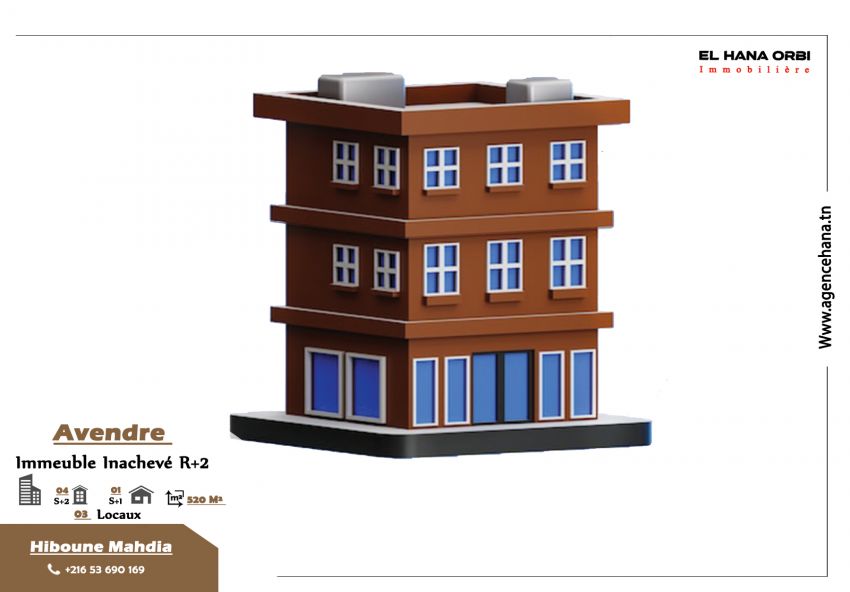 EL HANA ORBI
Immobilière
Www.agencehana.tn
Avendre
Immeuble Inachevé R+2
04 S+2
01 S+1
m²
520 M²
03 Locaux
Hiboune Mahdia
+216 53 690 169